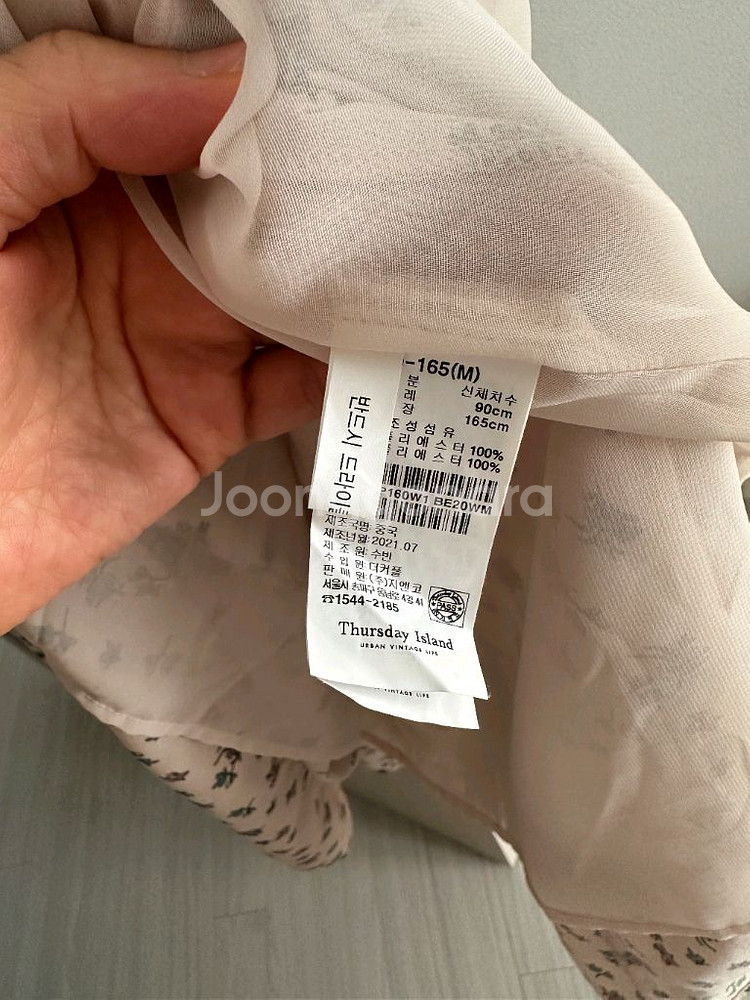 -165(M)
분 신체치수
레 90cm
장 165cm
조성섬유
리에스터 100%
리에스터 100%
P160W1 BE20WM
제조국명:중국
제조년월:2021.07
제 조 원:수빈
수 입 원:더커플
판 매 원:(주)지엔코
서울시
☎1544-2185
PASS
Thursday Island
URBAN VINTAGE LIFE
VINTAGE LIFE
반드시 드라이
Joon
ra